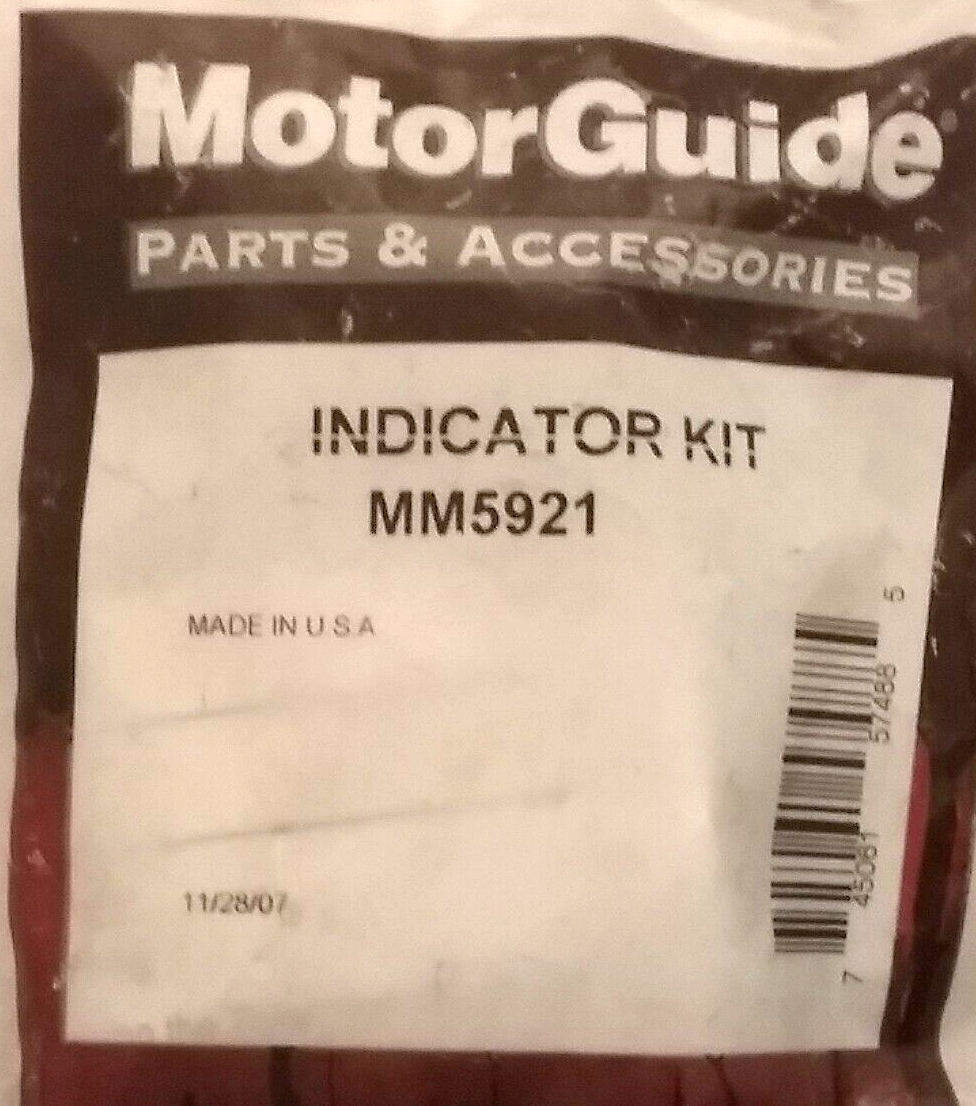 MotorGuide
PARTS & ACCESSORIES
INDICATOR KIT
MM5921
MADE IN U.S.A
11/28/07
7 45061 57488 5